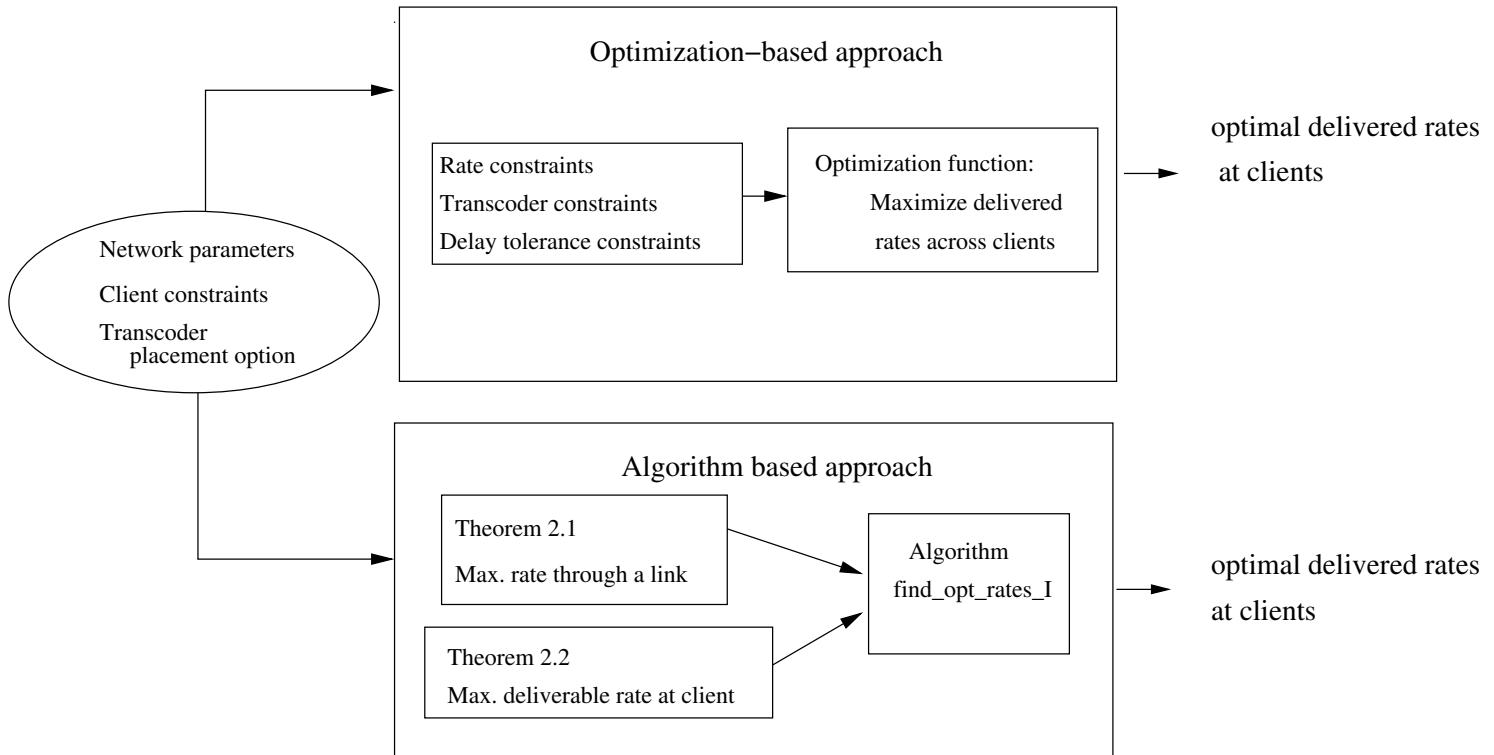 Optimization−based approach
Rate constraints
Transcoder constraints
Delay tolerance constraints
Optimization function:
Maximize delivered
rates across clients
optimal delivered rates
at clients
Network parameters
Client constraints
Transcoder
placement option
Algorithm based approach
Theorem 2.1
Max. rate through a link
Theorem 2.2
Max. deliverable rate at client
Algorithm
find_opt_rates_I
optimal delivered rates
at clients